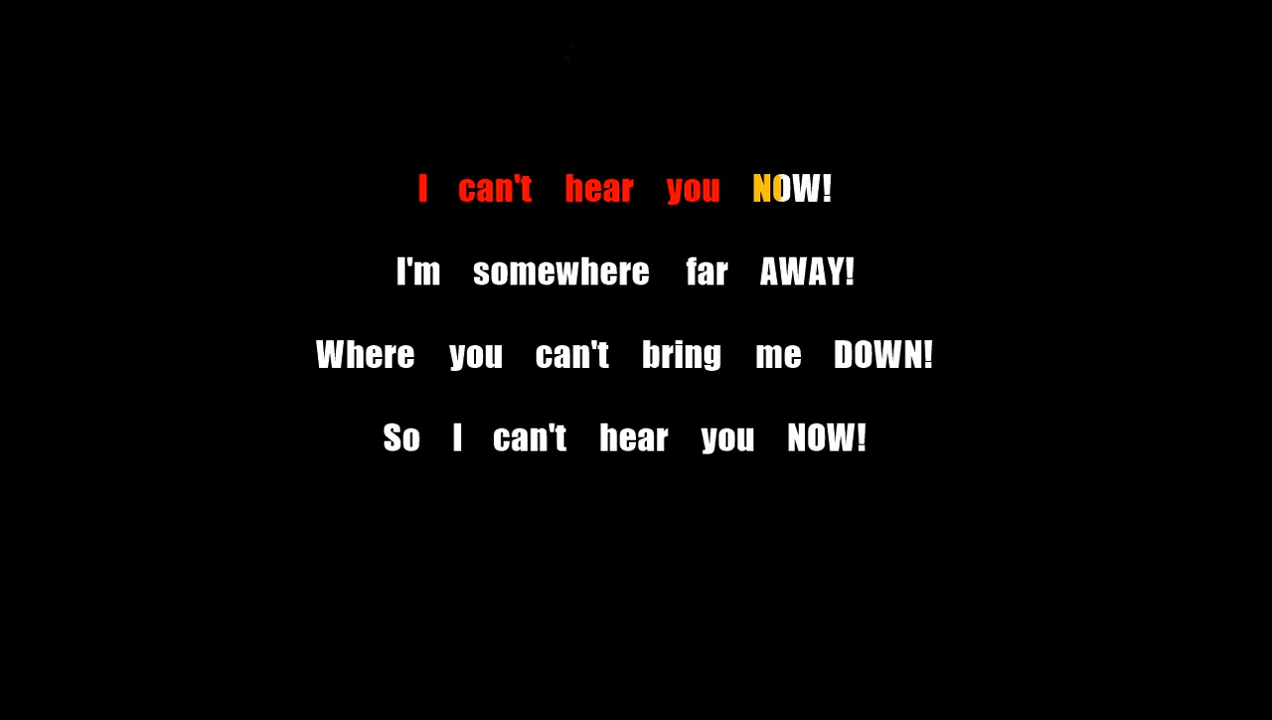 I can't hear you NOW!
I'm somewhere far AWAY!
Where you can't bring me DOWN!
So I can't hear you NOW!